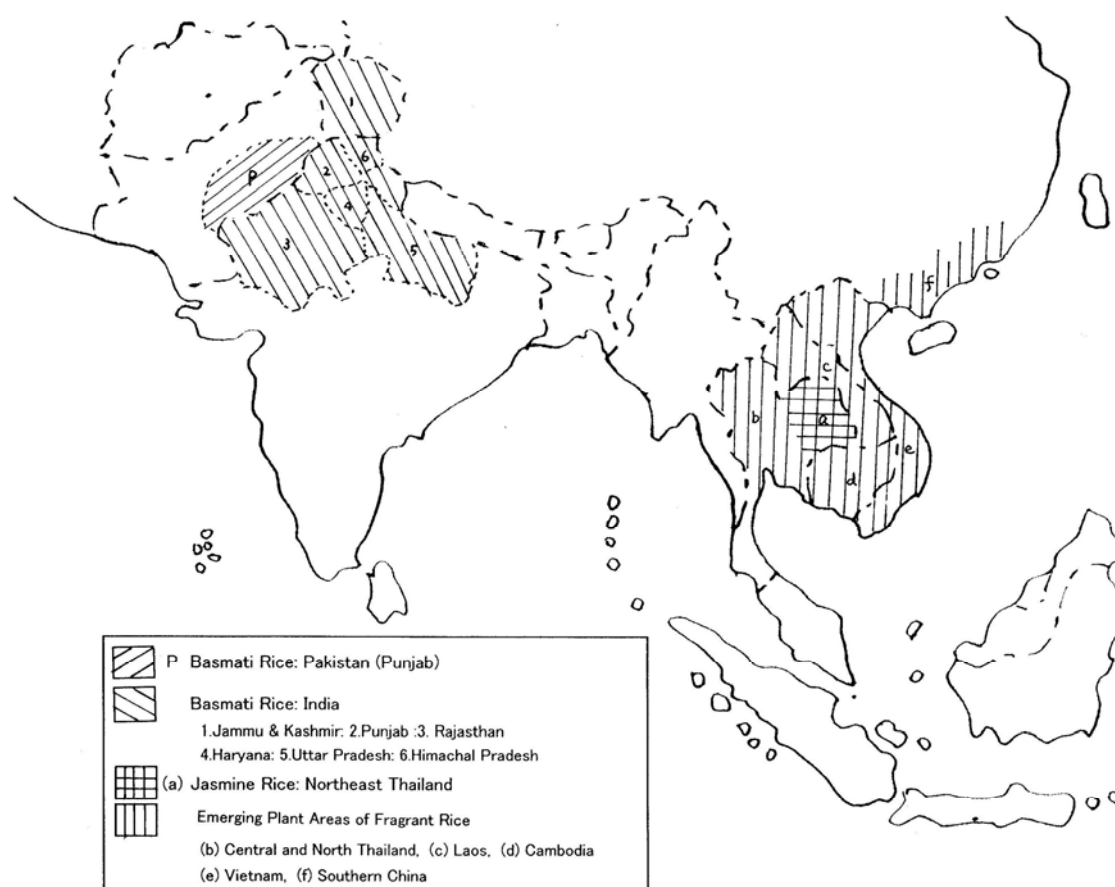 1
6
2
P
4
3
5
f
c
b
a
e
d
P Basmati Rice: Pakistan (Punjab)
Basmati Rice: India
1.Jammu & Kashmir: 2.Punjab :3. Rajasthan
4.Haryana: 5.Uttar Pradesh: 6.Himachal Pradesh
(a) Jasmine Rice: Northeast Thailand
Emerging Plant Areas of Fragrant Rice
(b) Central and North Thailand, (c) Laos, (d) Cambodia
(e) Vietnam, (f) Southern China